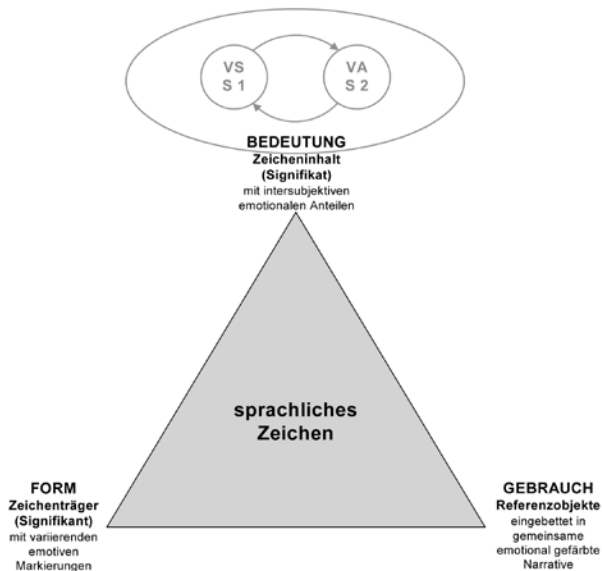 VS
S 1
VA
S 2
BEDEUTUNG
Zeicheninhalt
(Signifikat)
mit intersubjektiven
emotionalen Anteilen
sprachliches
Zeichen
FORM
Zeichenträger
(Signifikant)
mit variierenden
emotiven
Markierungen
GEBRAUCH
Referenzobjekte
eingebettet in
gemeinsame
emotional gefärbte
Narrative